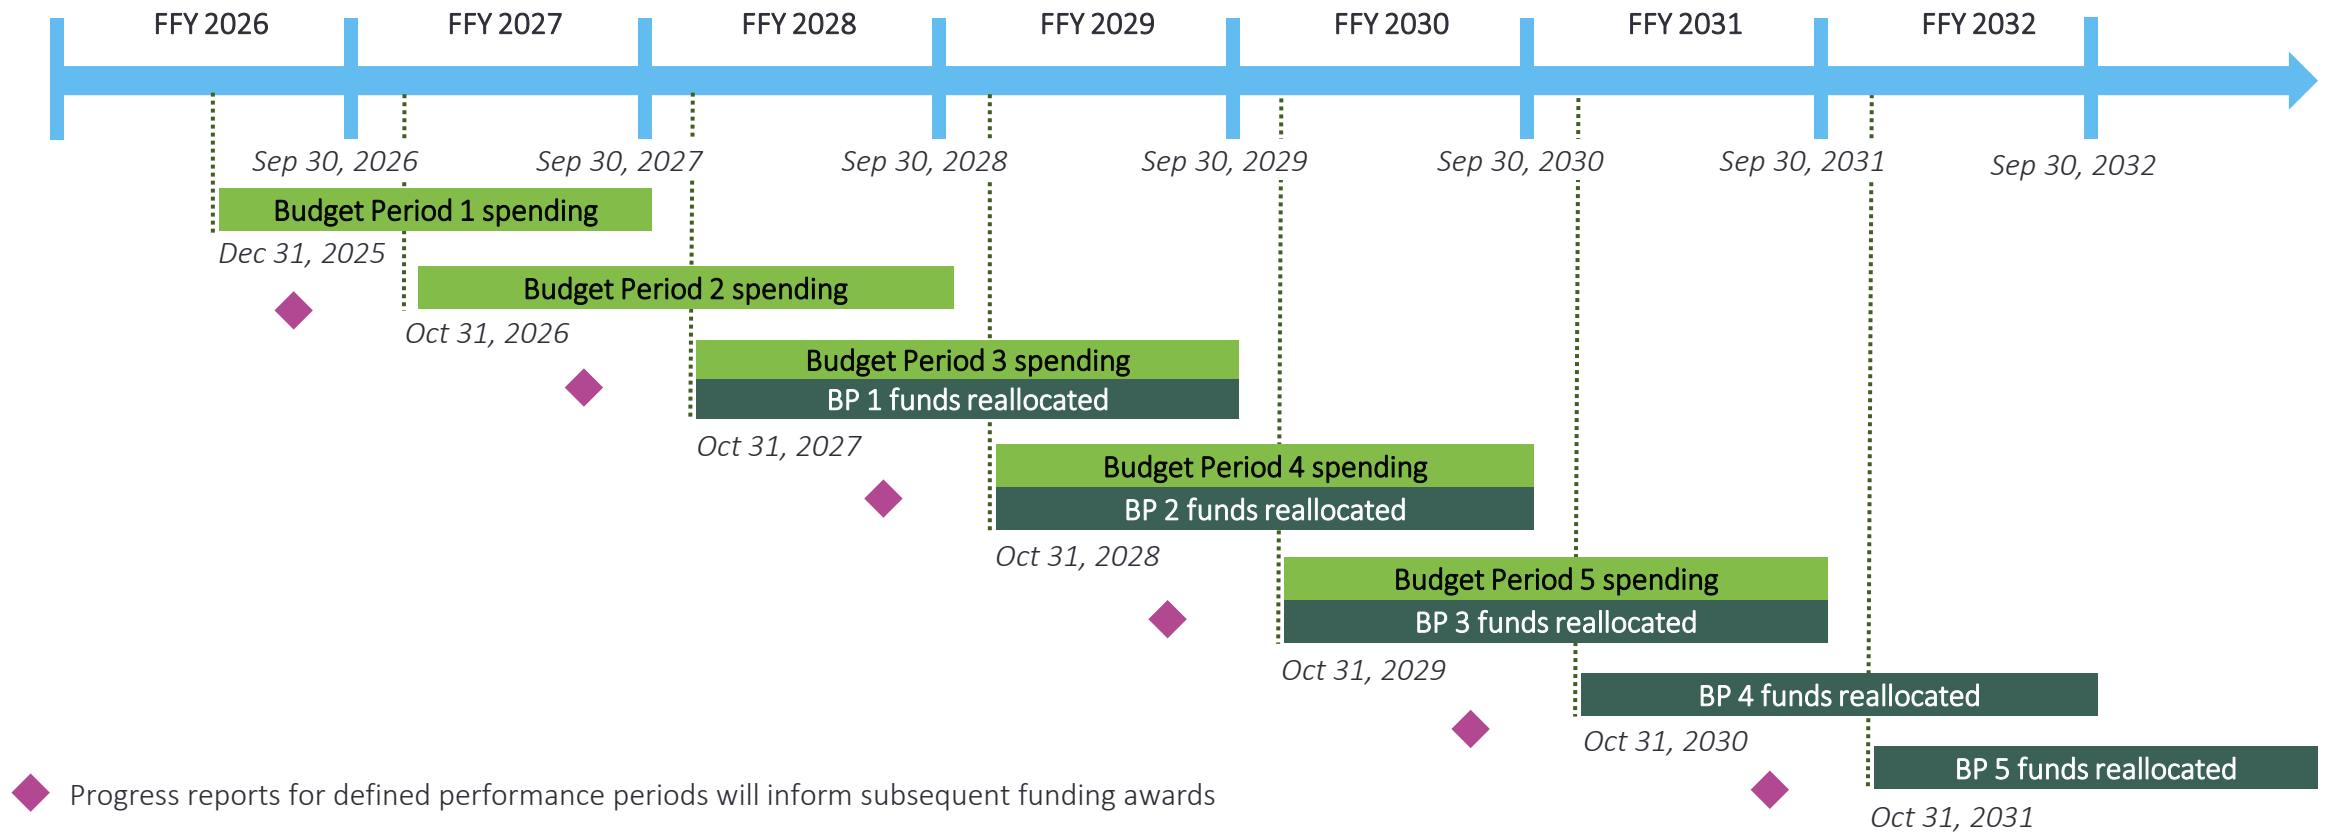 FFY 2026
FFY 2027
FFY 2028
FFY 2029
FFY 2030
FFY 2031
FFY 2032
Sep 30, 2026
Sep 30, 2027
Sep 30, 2028
Sep 30, 2029
Sep 30, 2030
Sep 30, 2031
Sep 30, 2032
Budget Period 1 spending
Dec 31, 2025
Budget Period 2 spending
Oct 31, 2026
Budget Period 3 spending
BP 1 funds reallocated
Oct 31, 2027
Budget Period 4 spending
BP 2 funds reallocated
Oct 31, 2028
Budget Period 5 spending
BP 3 funds reallocated
Oct 31, 2029
BP 4 funds reallocated
Oct 31, 2030
BP 5 funds reallocated
Oct 31, 2031
Progress reports for defined performance periods will inform subsequent funding awards